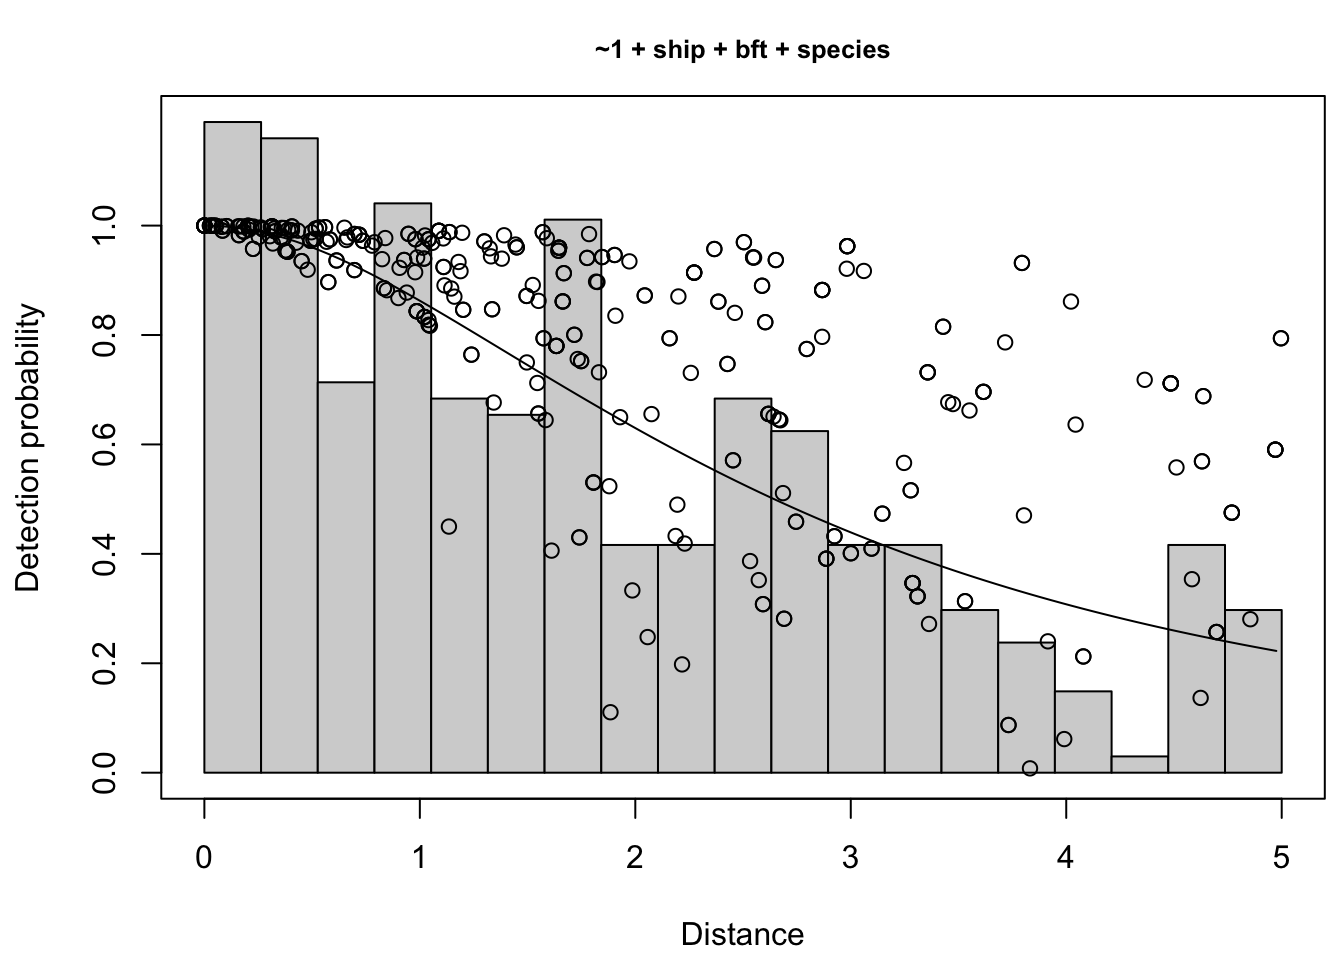 ~1 + ship + bft + species
Detection probability
1.0
0.8
0.6
0.4
0.2
0.0
0 1 2 3 4 5
Distance